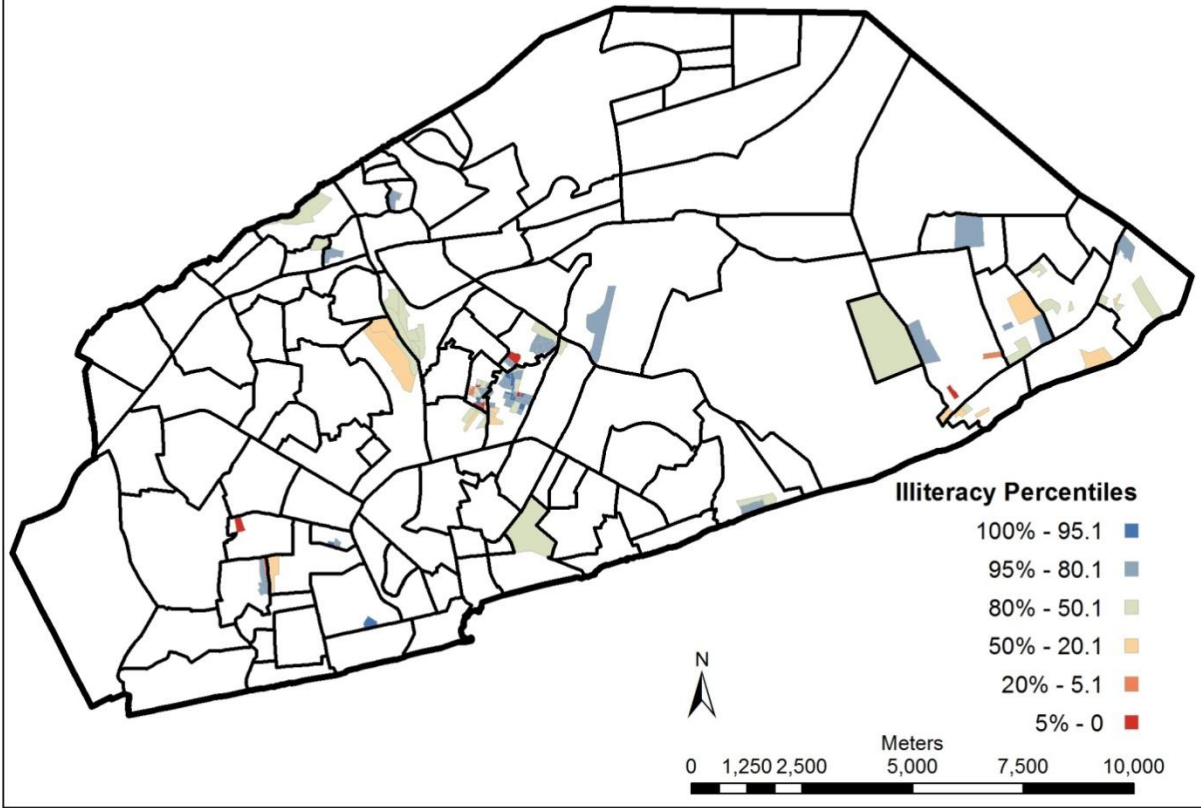 Illiteracy Percentiles
100% - 95.1
95% - 80.1
80% - 50.1
50% - 20.1
20% - 5.1
5% - 0
N
Meters
0 1,250 2,500 5,000 7,500 10,000